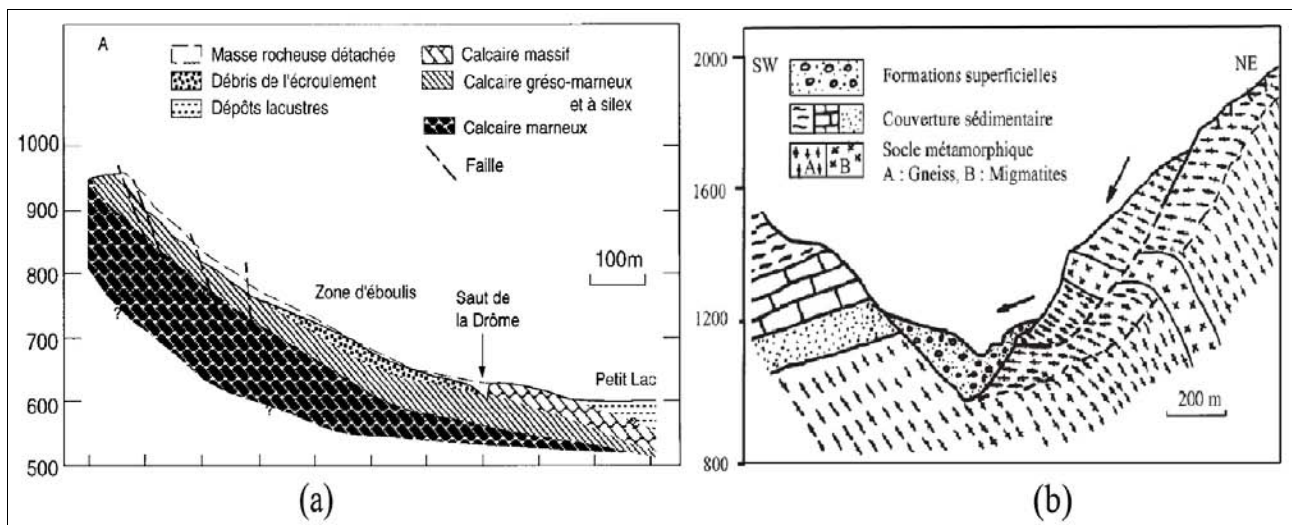 A
Masse rocheuse détachée
Débris de l'écroulement
Dépôts lacustres
Calcaire massif
Calcaire gréso-marneux
et à silex
Calcaire marneux
Faille
1000
900
800
700
600
500
100m
Zone d'éboulis
Saut de
la Drôme
Petit Lac
?
?
(a)
2000
1600
1200
800
SW
NE
Formations superficielles
Couverture sédimentaire
Socle métamorphique
A : Gneiss, B : Migmatites
A
B
200 m
(b)